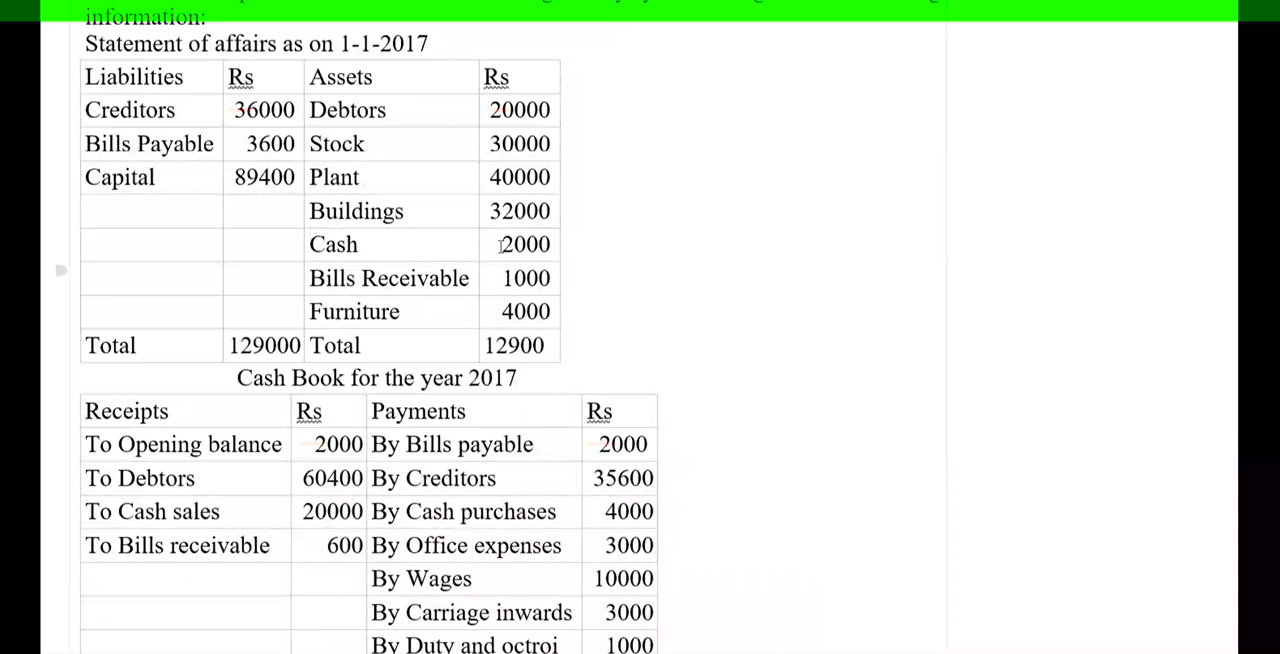 information:
Statement of affairs as on 1-1-2017
Liabilities Rs Assets Rs
Creditors 36000 Debtors 20000
Bills Payable 3600 Stock 30000
Capital 89400 Plant 40000
Buildings 32000
Cash 2000
Bills Receivable 1000
Furniture 4000
Total 129000 Total 12900
Cash Book for the year 2017
Receipts Rs Payments Rs
To Opening balance 2000 By Bills payable 2000
To Debtors 60400 By Creditors 35600
To Cash sales 20000 By Cash purchases 4000
To Bills receivable 600 By Office expenses 3000
By Wages 10000
By Carriage inwards 3000
By Duty and octroi 1000